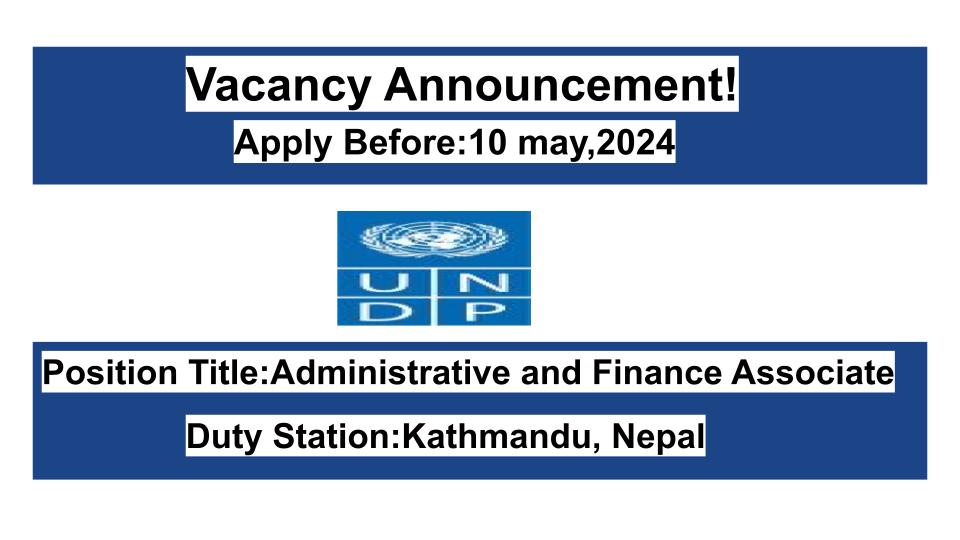 Vacancy Announcement!
Apply Before:10 may,2024
U N
D P
Position Title:Administrative and Finance Associate
Duty Station:Kathmandu, Nepal